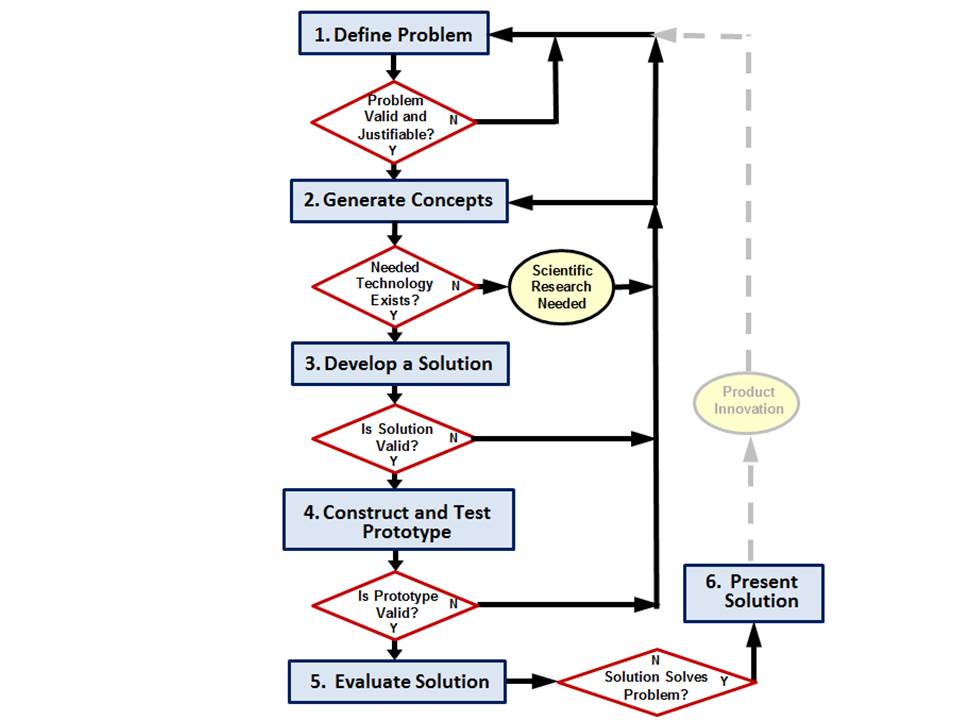 1. Define Problem
Problem
Valid and
Justifiable?
N
Y
2. Generate Concepts
Needed
Technology
Exists?
N
Y
Scientific
Research
Needed
3. Develop a Solution
Is Solution
Valid?
N
Y
4. Construct and Test
Prototype
Is Prototype
Valid?
N
Y
5. Evaluate Solution
N
Solution Solves
Problem?
Y
6. Present
Solution
Product
Innovation